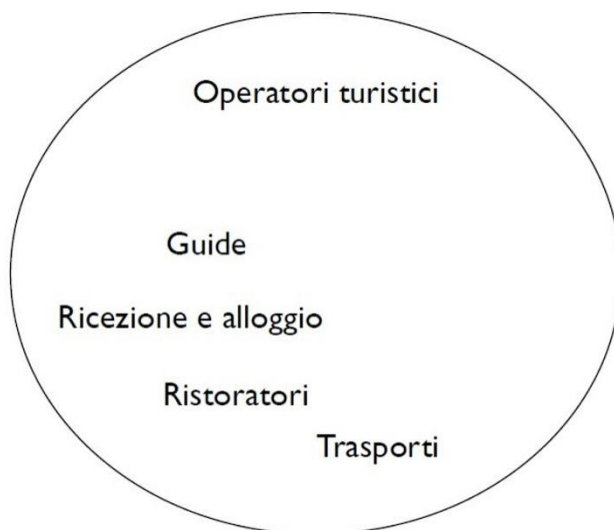 Operatori turistici
Guide
Ricezione e alloggio
Ristoratori
Trasporti